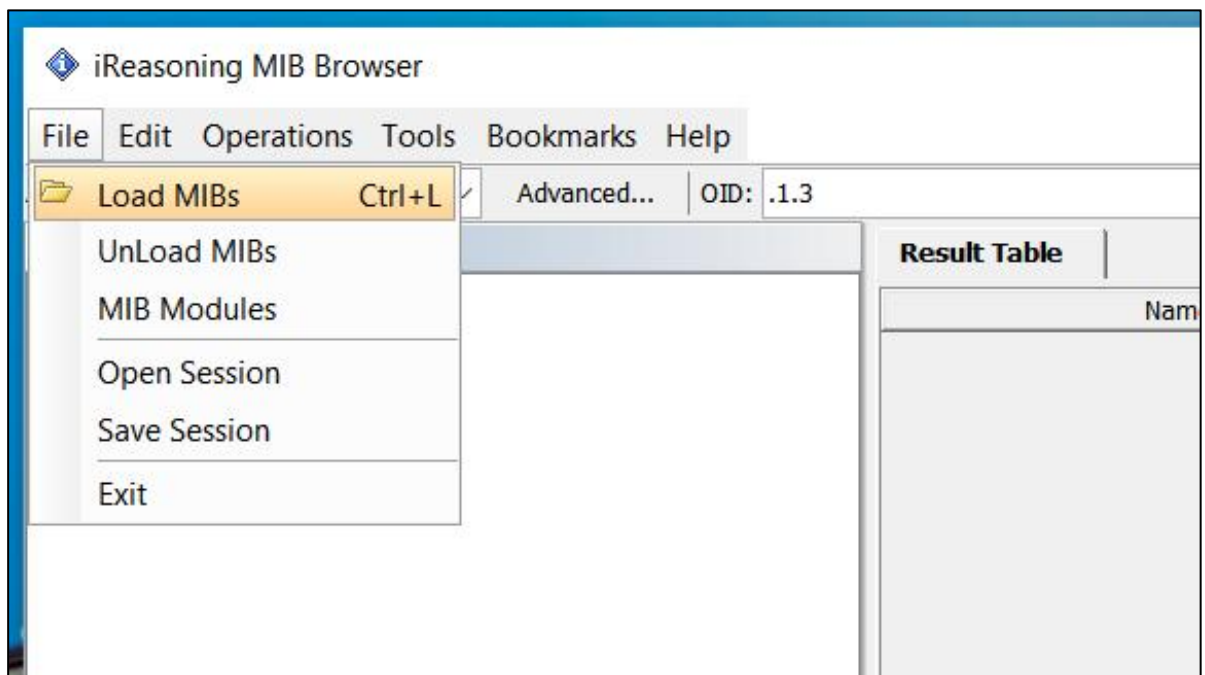 iReasoning MIB Browser
File Edit Operations Tools Bookmarks Help
Load MIBs Ctrl+L Advanced... OID: .1.3
UnLoad MIBs
Result Table
MIB Modules
Open Session
Save Session
Exit